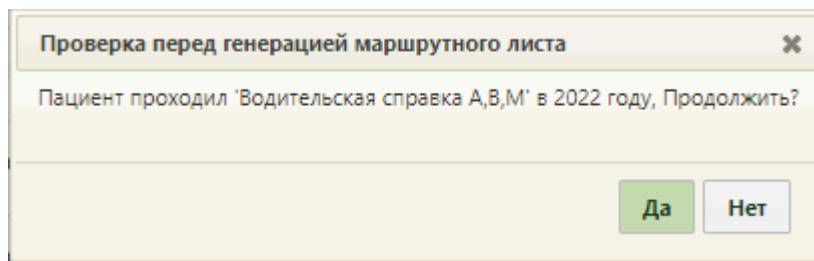 Проверка перед генерацией маршрутного листа
Пациент проходил 'Водительская справка А,В,М' в 2022 году, Продолжить?
Да
Нет